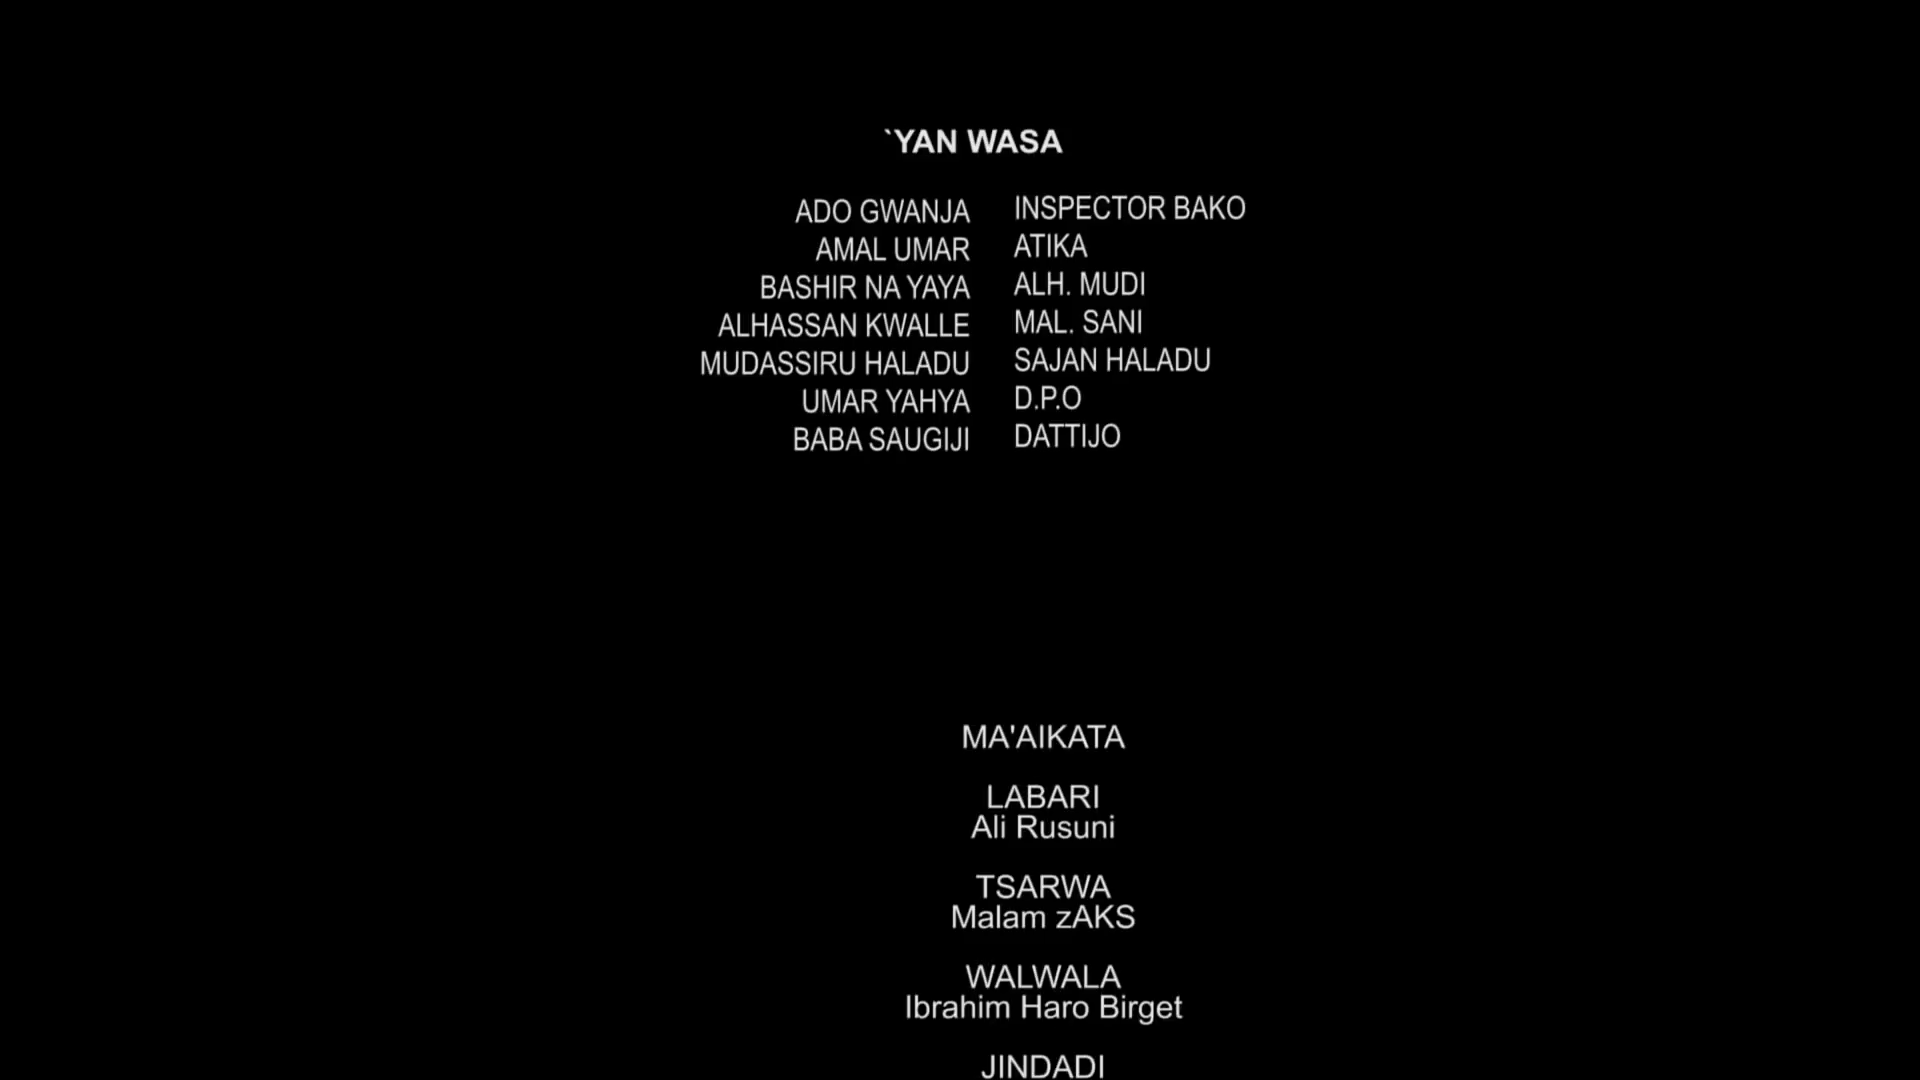 `YAN WASA
ADO GWANJA INSPECTOR BAKO
AMAL UMAR ATIKA
BASHIR NA YAYA ALH. MUDI
ALHASSAN KWALLE MAL. SANI
MUDASSIRU HALADU SAJAN HALADU
UMAR YAHYA D.P.O
BABA SAUGIJI DATTIJO
MA'AIKATA
LABARI
Ali Rusuni
TSARWA
Malam zAKS
WALWALA
Ibrahim Haro Birget
JINDADI